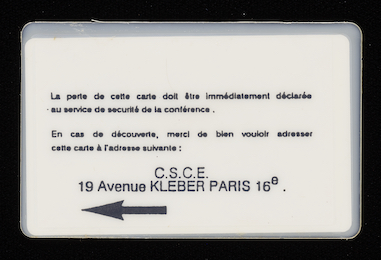 La perte de cette carte doit être immédiatement déclarée
au service de securité de la conférence .
En cas de découverte, merci de bien vouloir adresser
cette carte à l'adresse suivante :
C.S.C.E.
19 Avenue KLEBER PARIS 16e .